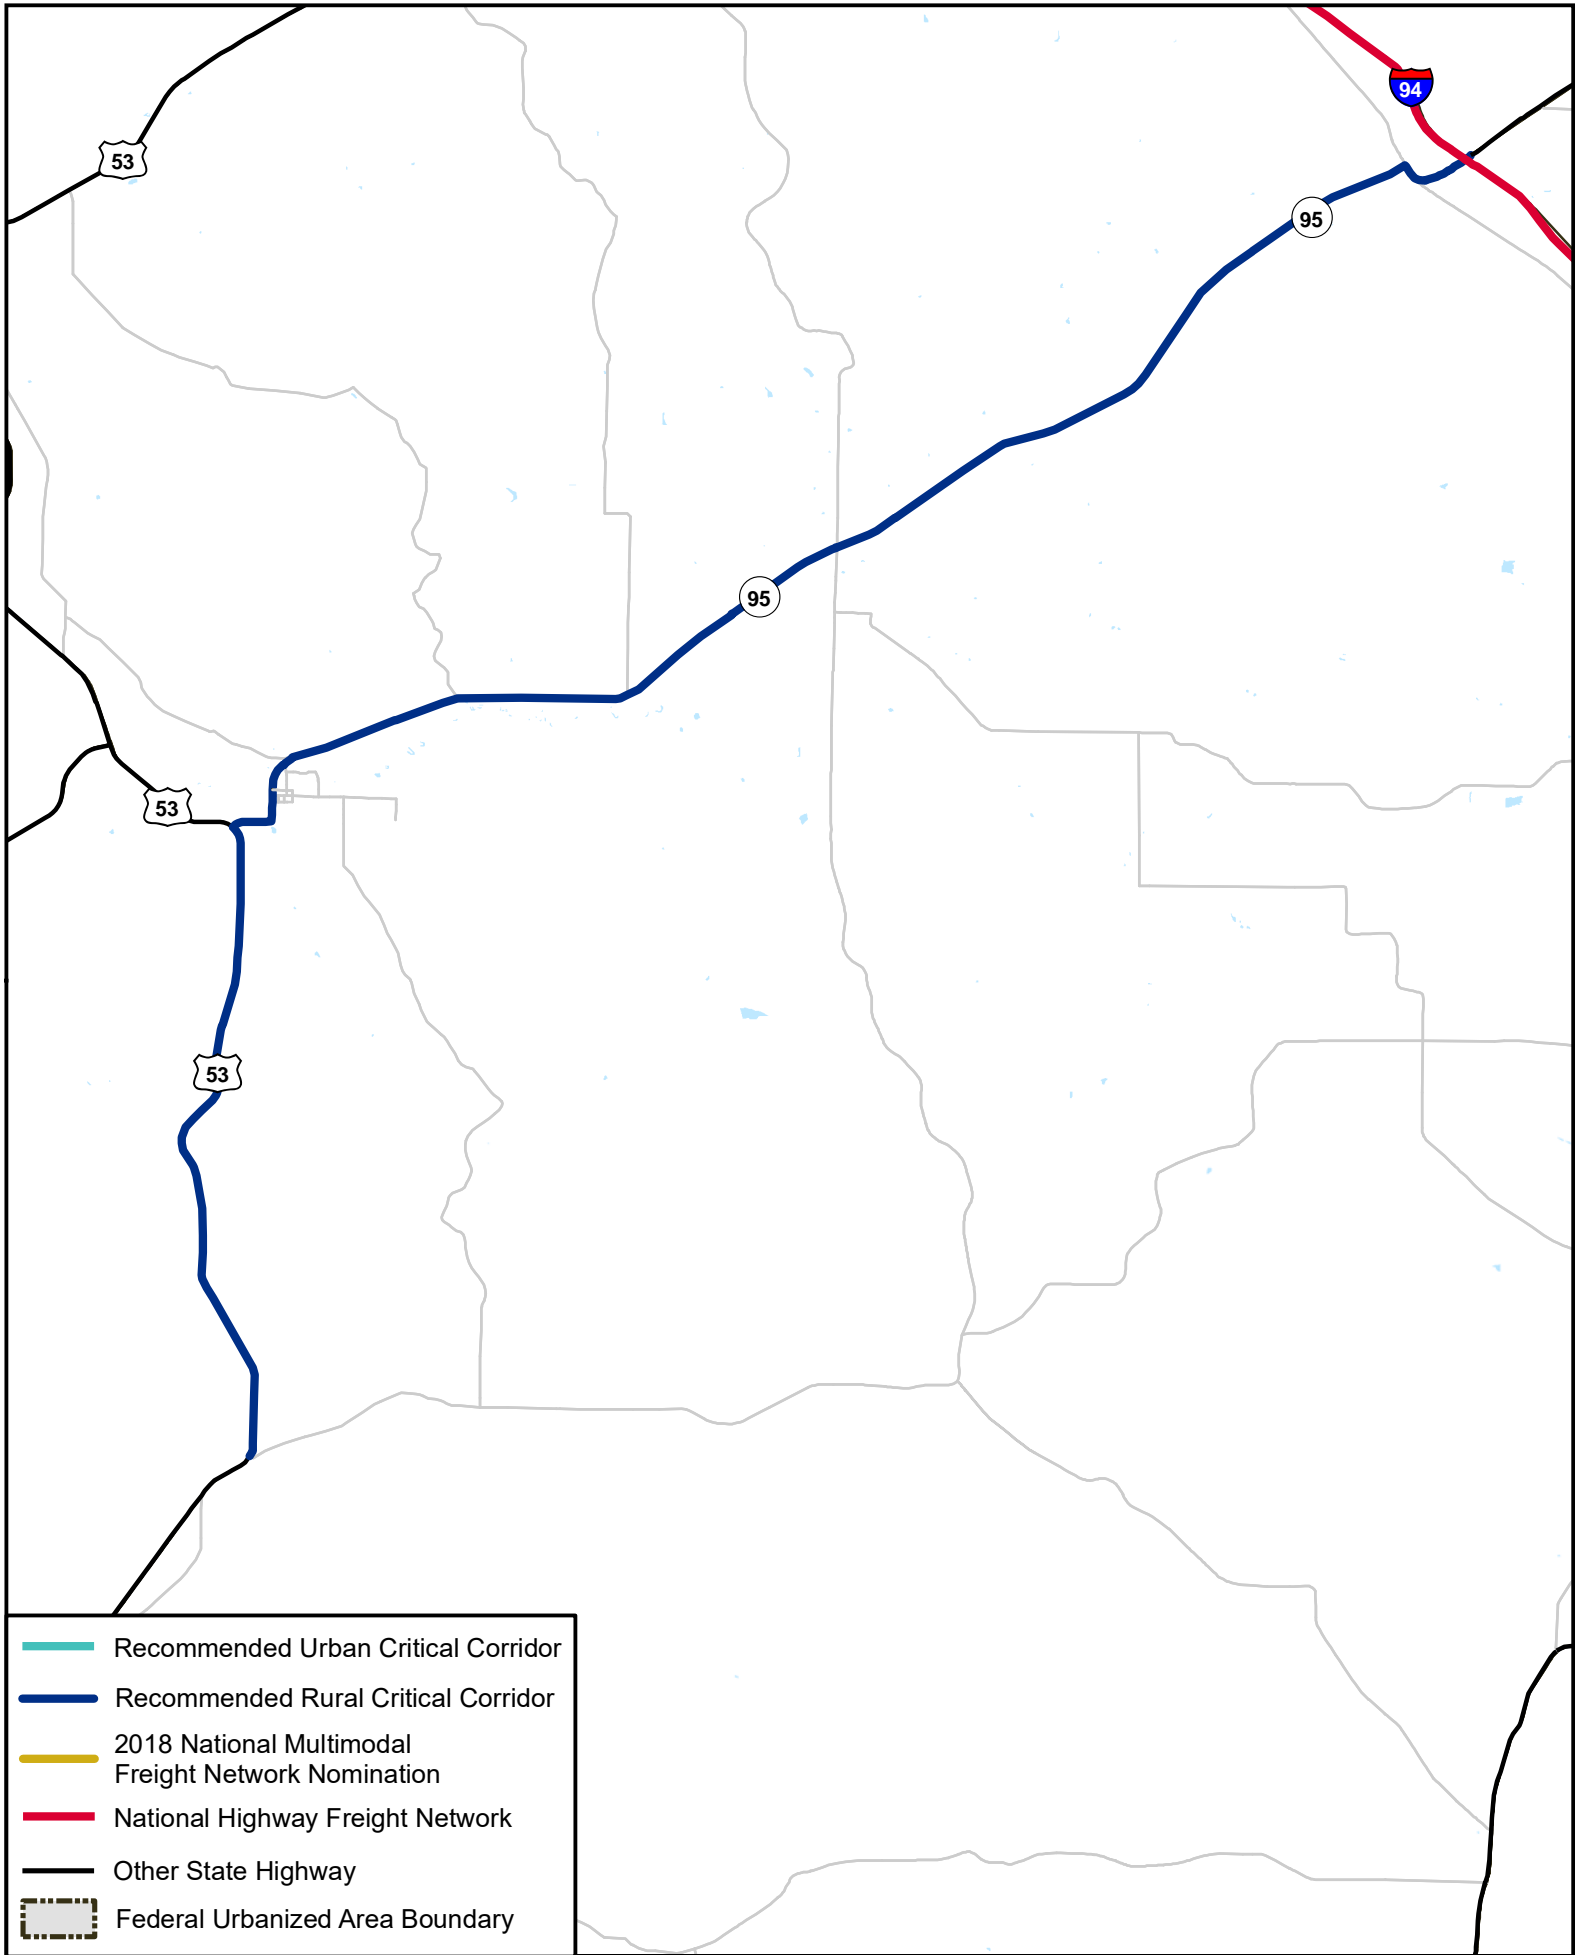 94
53
95
95
53
53
Recommended Urban Critical Corridor
Recommended Rural Critical Corridor
2018 National Multimodal
Freight Network Nomination
National Highway Freight Network
Other State Highway
Federal Urbanized Area Boundary